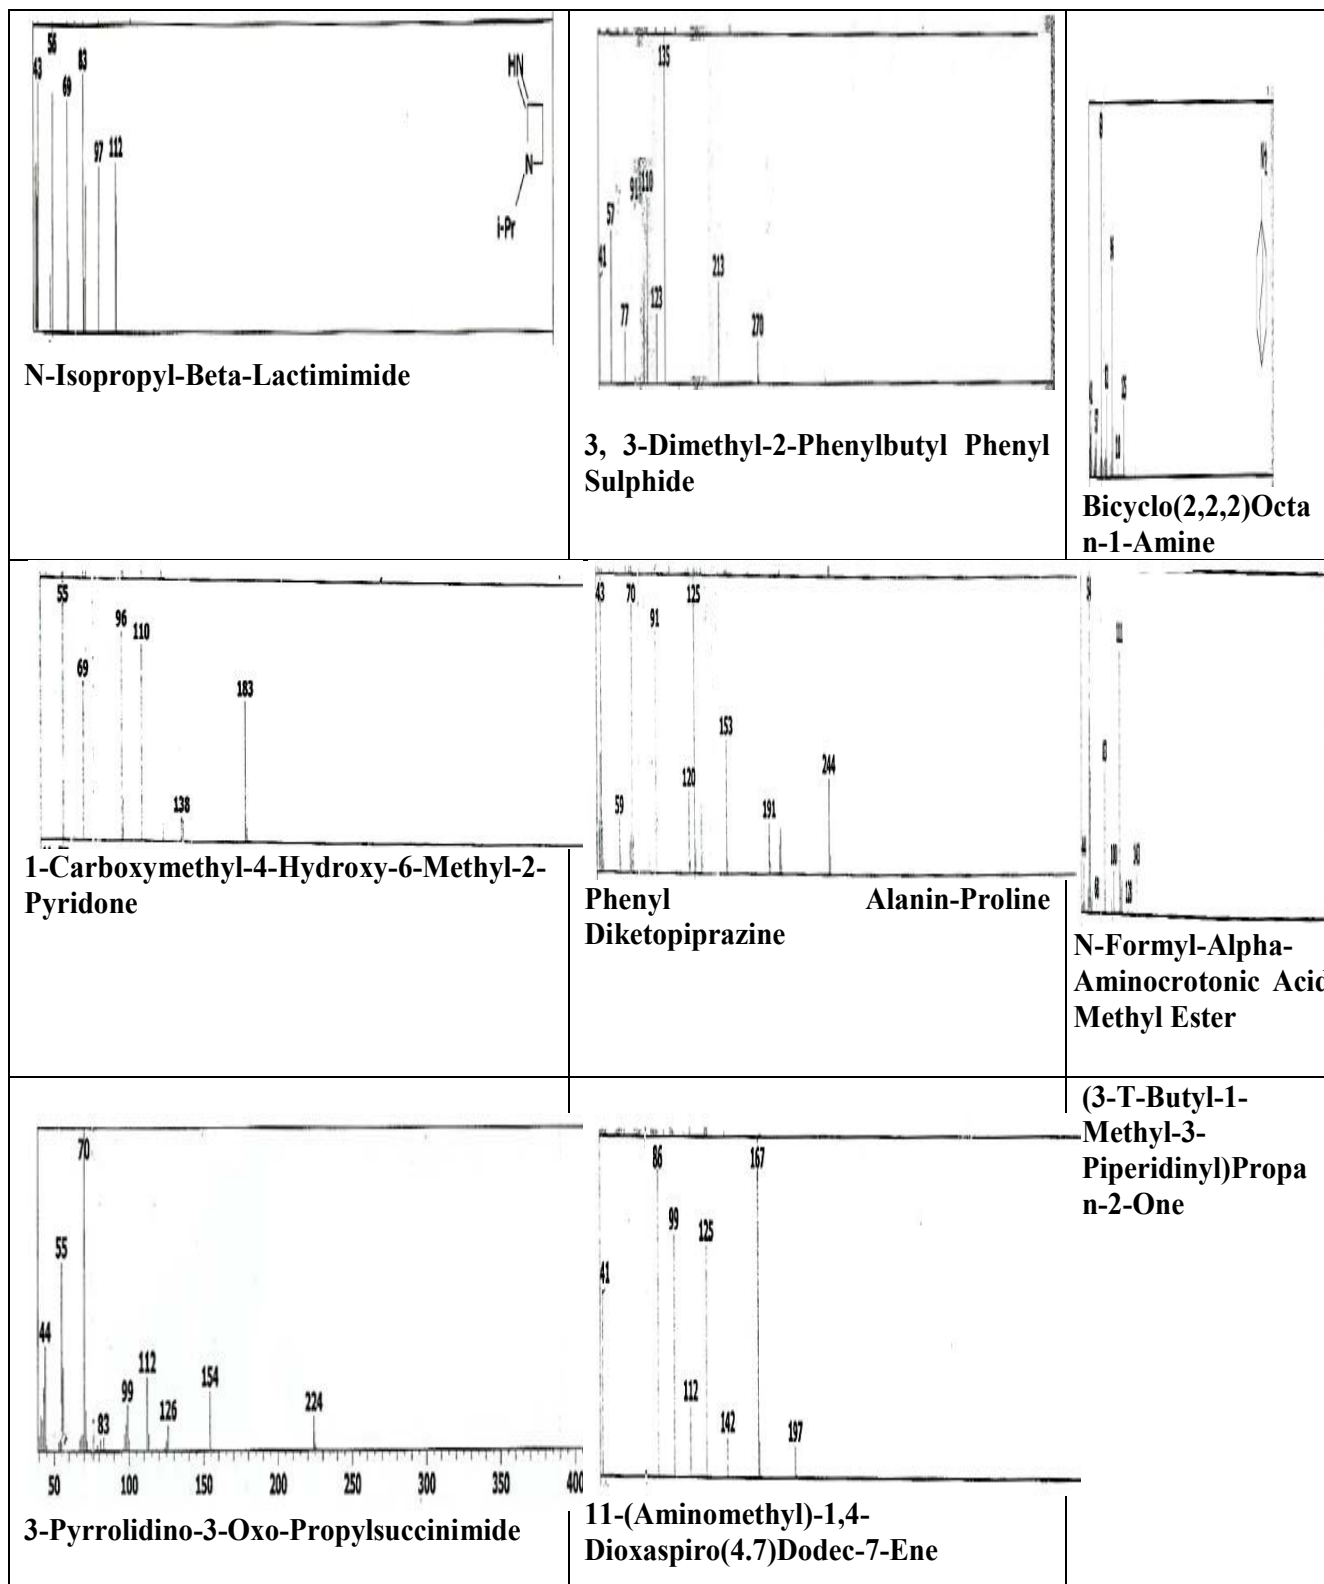 43
56
69
83
97
112
HN
N
i-Pr
N-Isopropyl-Beta-Lactimimide
41
57
77
91
110
123
135
213
270
3, 3-Dimethyl-2-Phenylbutyl Phenyl
Sulphide
Bicyclo(2,2,2)Octa
n-1-Amine
55
69
96
110
138
183
1-Carboxymethyl-4-Hydroxy-6-Methyl-2-
Pyridone
43
59
70
91
120
125
153
191
244
Phenyl Alanin-Proline
Diketopiprazine
111
N-Formyl-Alpha-
Aminocrotonic Acid
Methyl Ester
44
55
70
83
99
112
126
154
224
50 100 150 200 250 300 350 400
3-Pyrrolidino-3-Oxo-Propylsuccinimide
41
86
99
112
125
142
167
197
11-(Aminomethyl)-1,4-
Dioxaspiro(4.7)Dodec-7-Ene
(3-T-Butyl-1-
Methyl-3-
Piperidinyl)Propa
n-2-One